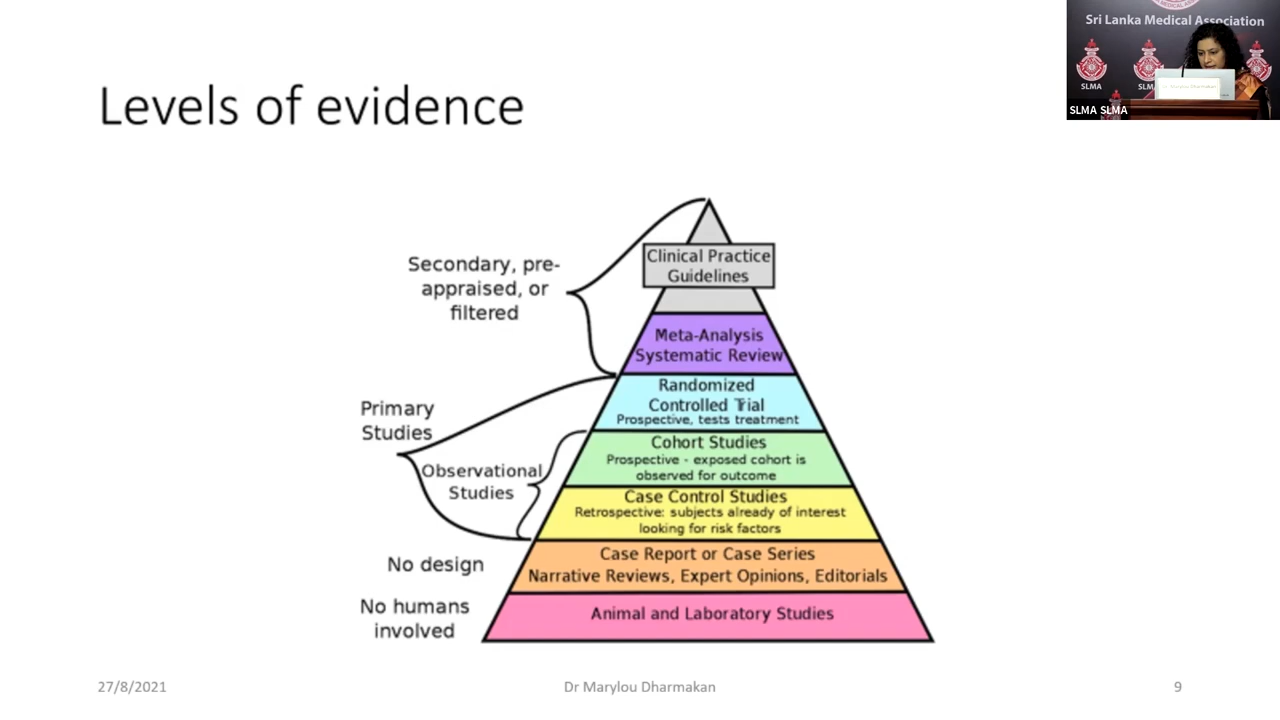 Levels of evidence
Sri Lanka Medical Association
SLMA
SLMA SLMA
Secondary, pre-
appraised, or
filtered
Clinical Practice
Guidelines
Meta-Analysis
Systematic Review
Primary
Studies
Randomized
Controlled Trial
Prospective, tests treatment
Observational
Studies
Cohort Studies
Prospective - exposed cohort is
observed for outcome
Case Control Studies
Retrospective: subjects already of interest
looking for risk factors
No design
Case Report or Case Series
Narrative Reviews, Expert Opinions, Editorials
No humans
involved
Animal and Laboratory Studies
27/8/2021
Dr Marylou Dharmakan
9